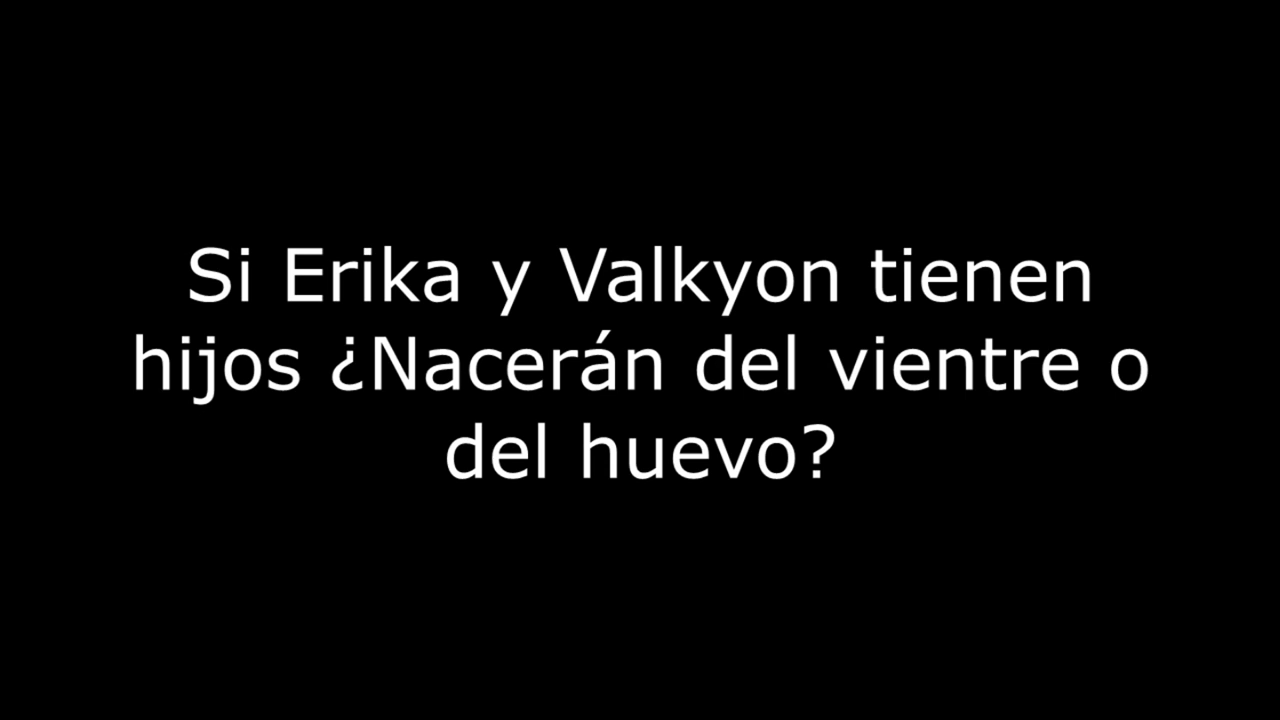 Si Erika y Valkyon tienen
hijos ¿Nacerán del vientre o
del huevo?